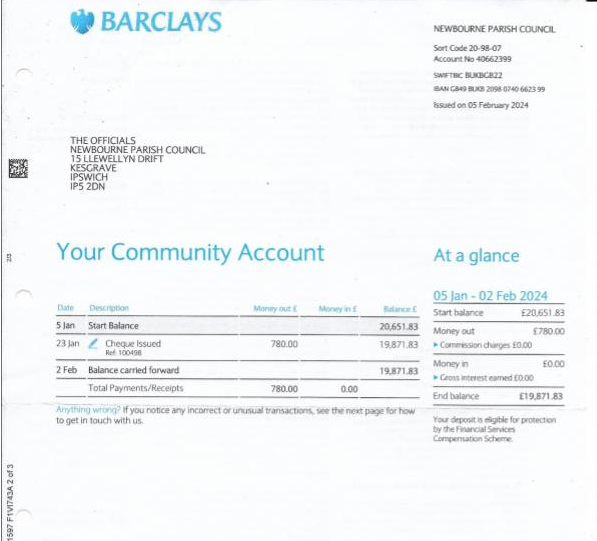 BARCLAYS
NEWBOURNE PARISH COUNCIL
Sort Code 20-98-07
Account No 40662399
SWIFTBIC BUKBGB22
IBAN GB49 BUKB 2098 0740 6623 99
Issued on 05 February 2024
THE OFFICIALS
NEWBOURNE PARISH COUNCIL
15 LLEWELLYN DRIFT
KESGRAVE
IPSWICH
IP5 2DN
2/3
Your Community Account
Date Description Money out £ Money in £ Balance £
5 Jan Start Balance 20,651.83
23 Jan Cheque Issued 780.00 19,871.83
Ref: 100498
2 Feb Balance carried forward 19,871.83
Total Payments/Receipts 780.00 0.00
Anything wrong? If you notice any incorrect or unusual transactions, see the next page for how
to get in touch with us.
At a glance
05 Jan - 02 Feb 2024
Start balance £20,651.83
Money out £780.00
▸ Commission charges £0.00
Money in £0.00
▸ Gross interest earned £0.00
End balance £19,871.83
Your deposit is eligible for protection
by the Financial Services
Compensation Scheme.
1597 F1VI743A 2 of 3